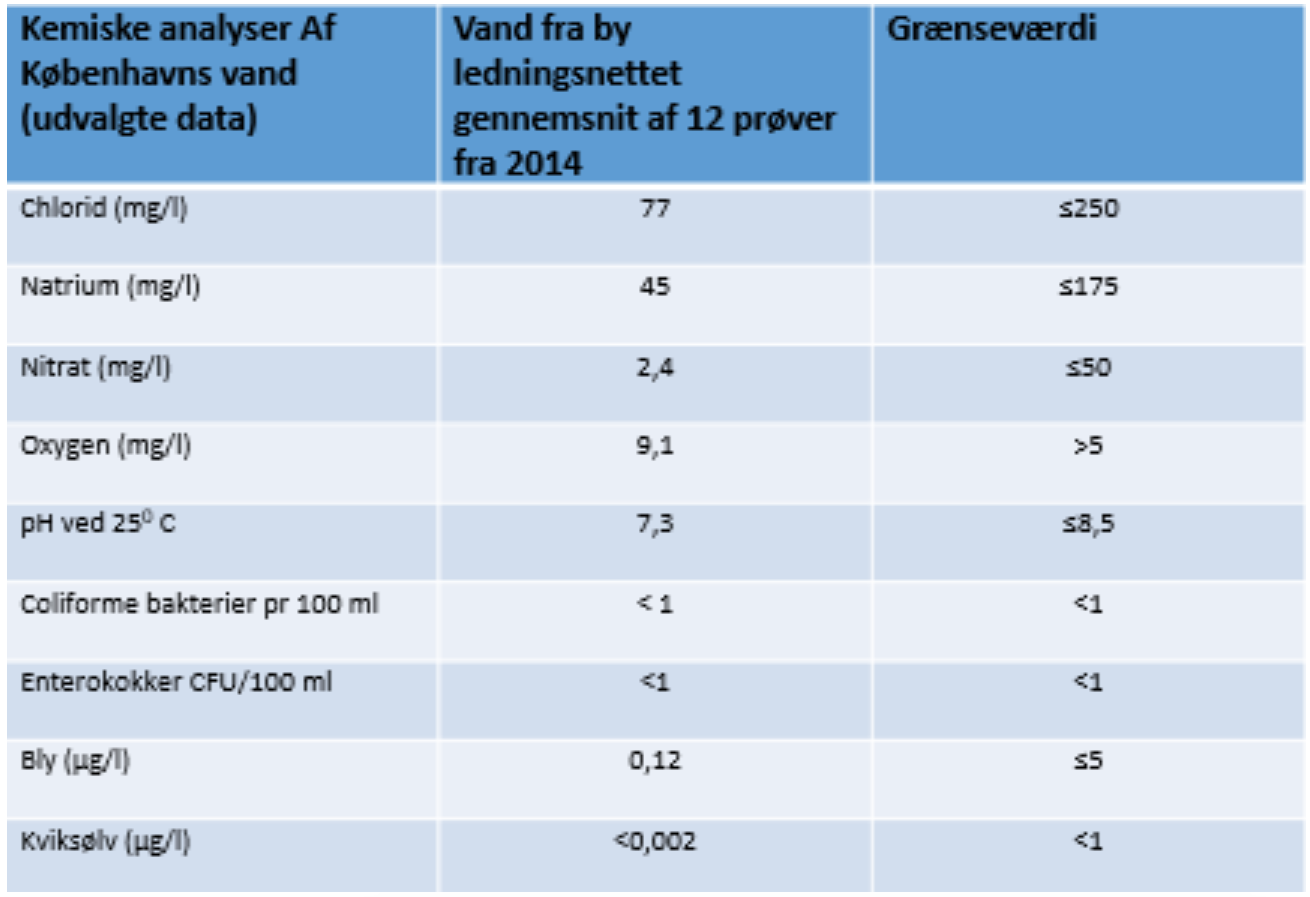 Kemiske analyser Af
Københavns vand
(udvalgte data)
Vand fra by
ledningsnettet
gennemsnit af 12 prøver
fra 2014
Grænseværdi
Chlorid (mg/l) 77 ≤250
Natrium (mg/l) 45 ≤175
Nitrat (mg/l) 2,4 ≤50
Oxygen (mg/l) 9,1 >5
pH ved 25⁰ C 7,3 ≤8,5
Coliforme bakterier pr 100 ml < 1 <1
Enterokokker CFU/100 ml <1 <1
Bly (µg/l) 0,12 ≤5
Kviksølv (µg/l) <0,002 <1